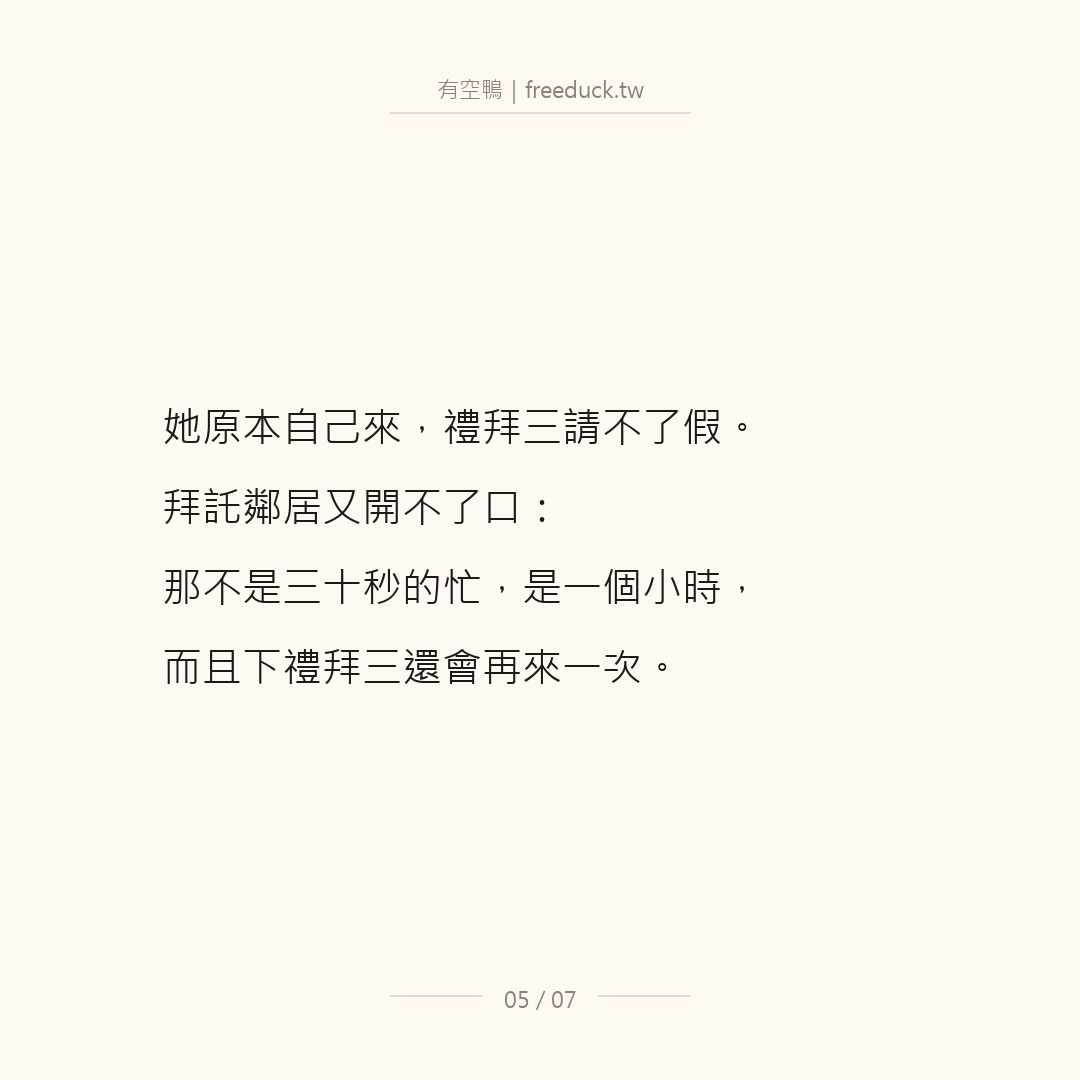 有空鴨 | freeduck.tw
她原本自己來，禮拜三請不了假。
拜託鄰居又開不了口：
那不是三十秒的忙，是一個小時，
而且下禮拜三還會再來一次。
05 / 07